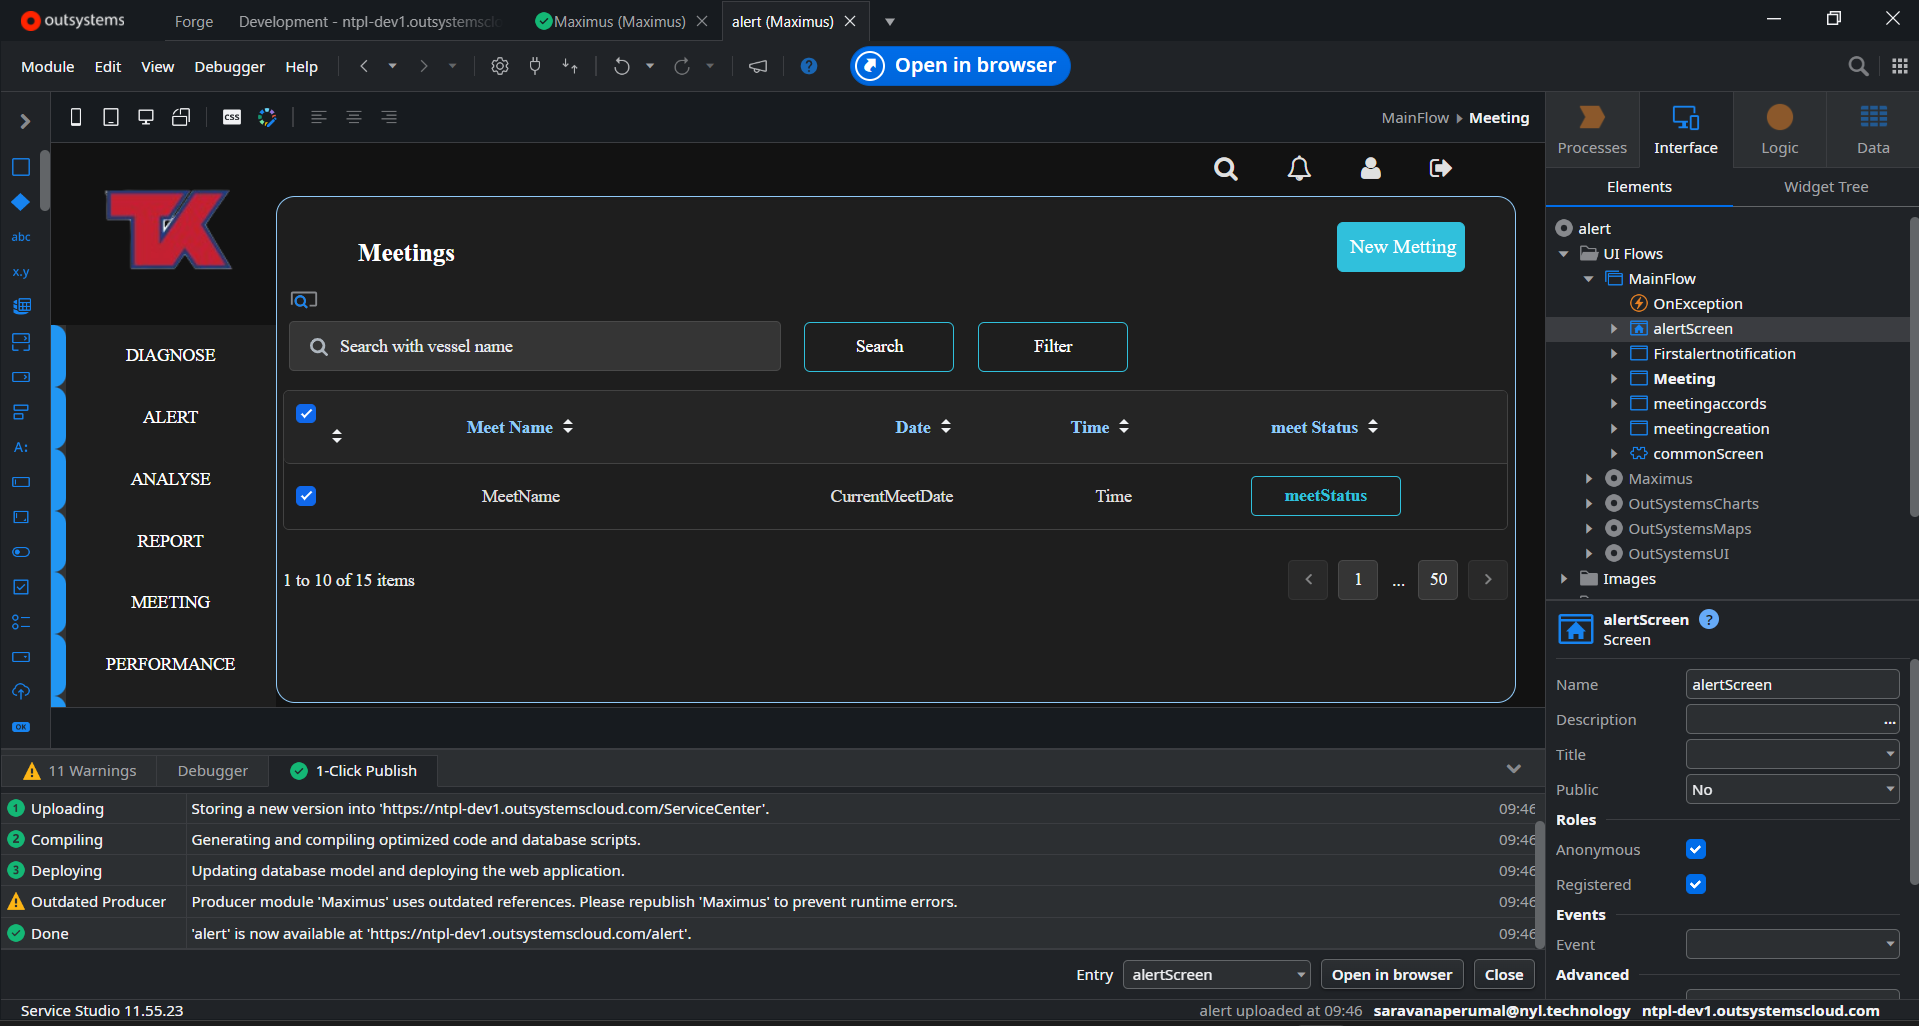 outsystems
Forge
Development - ntpl-dev1.outsystemsclo
Maximus (Maximus)
alert (Maximus)
Module
Edit
View
Debugger
Help
?
Open in browser
css
MainFlow
Meeting
abc
x.y
A:
OK
TK
DIAGNOSE
ALERT
ANALYSE
REPORT
MEETING
PERFORMANCE
Meetings
New Metting
Search with vessel name
Search
Filter
Meet Name
Date
Time
meet Status
MeetName
CurrentMeetDate
Time
meetStatus
1 to 10 of 15 items
1
...
50
Processes
Interface
Logic
Data
Elements
Widget Tree
alert
UI Flows
MainFlow
OnException
alertScreen
Firstalertnotification
Meeting
meetingaccords
meetingcreation
commonScreen
Maximus
OutSystemsCharts
OutSystemsMaps
OutSystemsUI
Images
alertScreen ?
Screen
Name
alertScreen
Description
...
Title
Public
No
Roles
Anonymous
Registered
Events
Event
Advanced
11 Warnings
Debugger
1-Click Publish
1 Uploading
Storing a new version into 'https://ntpl-dev1.outsystemscloud.com/ServiceCenter'.
09:46
2 Compiling
Generating and compiling optimized code and database scripts.
09:46
3 Deploying
Updating database model and deploying the web application.
09:46
Outdated Producer
Producer module 'Maximus' uses outdated references. Please republish 'Maximus' to prevent runtime errors.
09:46
Done
'alert' is now available at 'https://ntpl-dev1.outsystemscloud.com/alert'.
09:46
Entry
alertScreen
Open in browser
Close
Service Studio 11.55.23
alert uploaded at 09:46
saravanaperumal@nyl.technology
ntpl-dev1.outsystemscloud.com